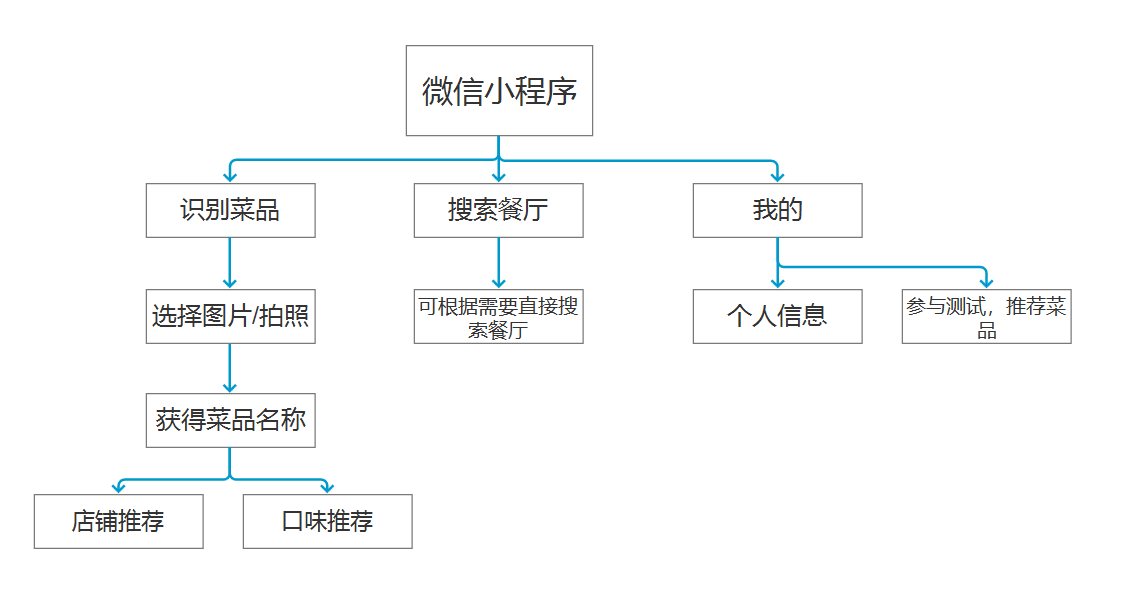 微信小程序
识别菜品
搜索餐厅
我的
选择图片/拍照
可根据需要直接搜
索餐厅
个人信息
参与测试，推荐菜
品
获得菜品名称
店铺推荐
口味推荐